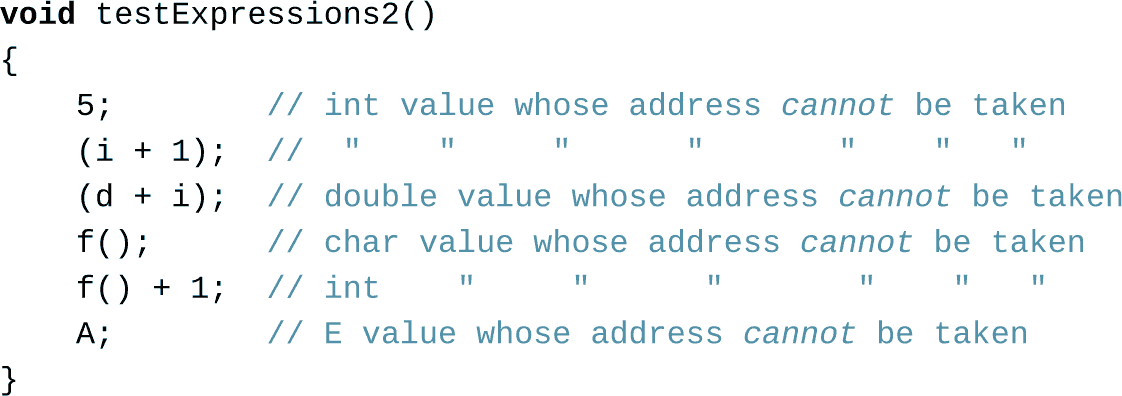 void testExpressions2()
{
    5;        // int value whose address cannot be taken
    (i + 1);  //  "    "     "      "       "    "   "
    (d + i);  // double value whose address cannot be taken
    f();      // char value whose address cannot be taken
    f() + 1;  // int    "     "      "       "    "   "
    A;        // E value whose address cannot be taken
}